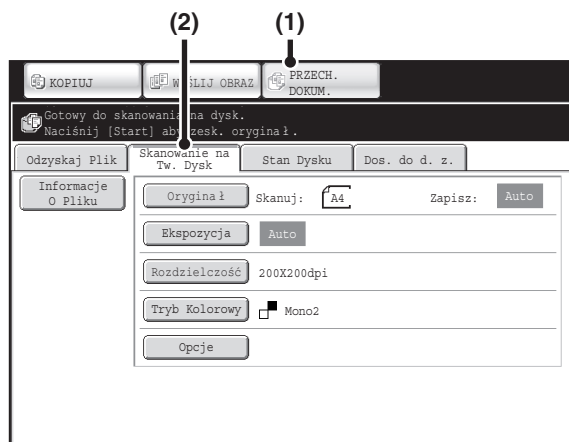 (2) (1)
KOPIUJ WYŚLIJ OBRAZ PRZECH.
DOKUM.
Gotowy do skanowania na dysk.
Naciśnij [Start] aby zesk. oryginał.
Odzyskaj Plik Skanowanie na
Tw. Dysk Stan Dysku Dos. do d. z.
Informacje
O Pliku
Oryginał Skanuj: A4 Zapisz: Auto
Ekspozycja Auto
Rozdzielczość 200X200dpi
Tryb Kolorowy Mono2
Opcje